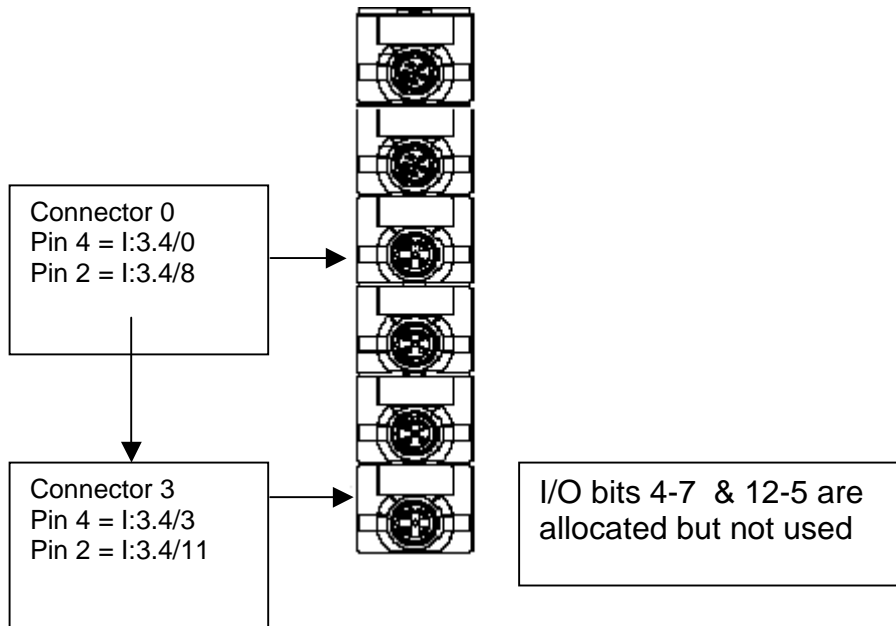 Connector 0
Pin 4 = I:3.4/0
Pin 2 = I:3.4/8
Connector 3
Pin 4 = I:3.4/3
Pin 2 = I:3.4/11
I/O bits 4-7 & 12-5 are
allocated but not used